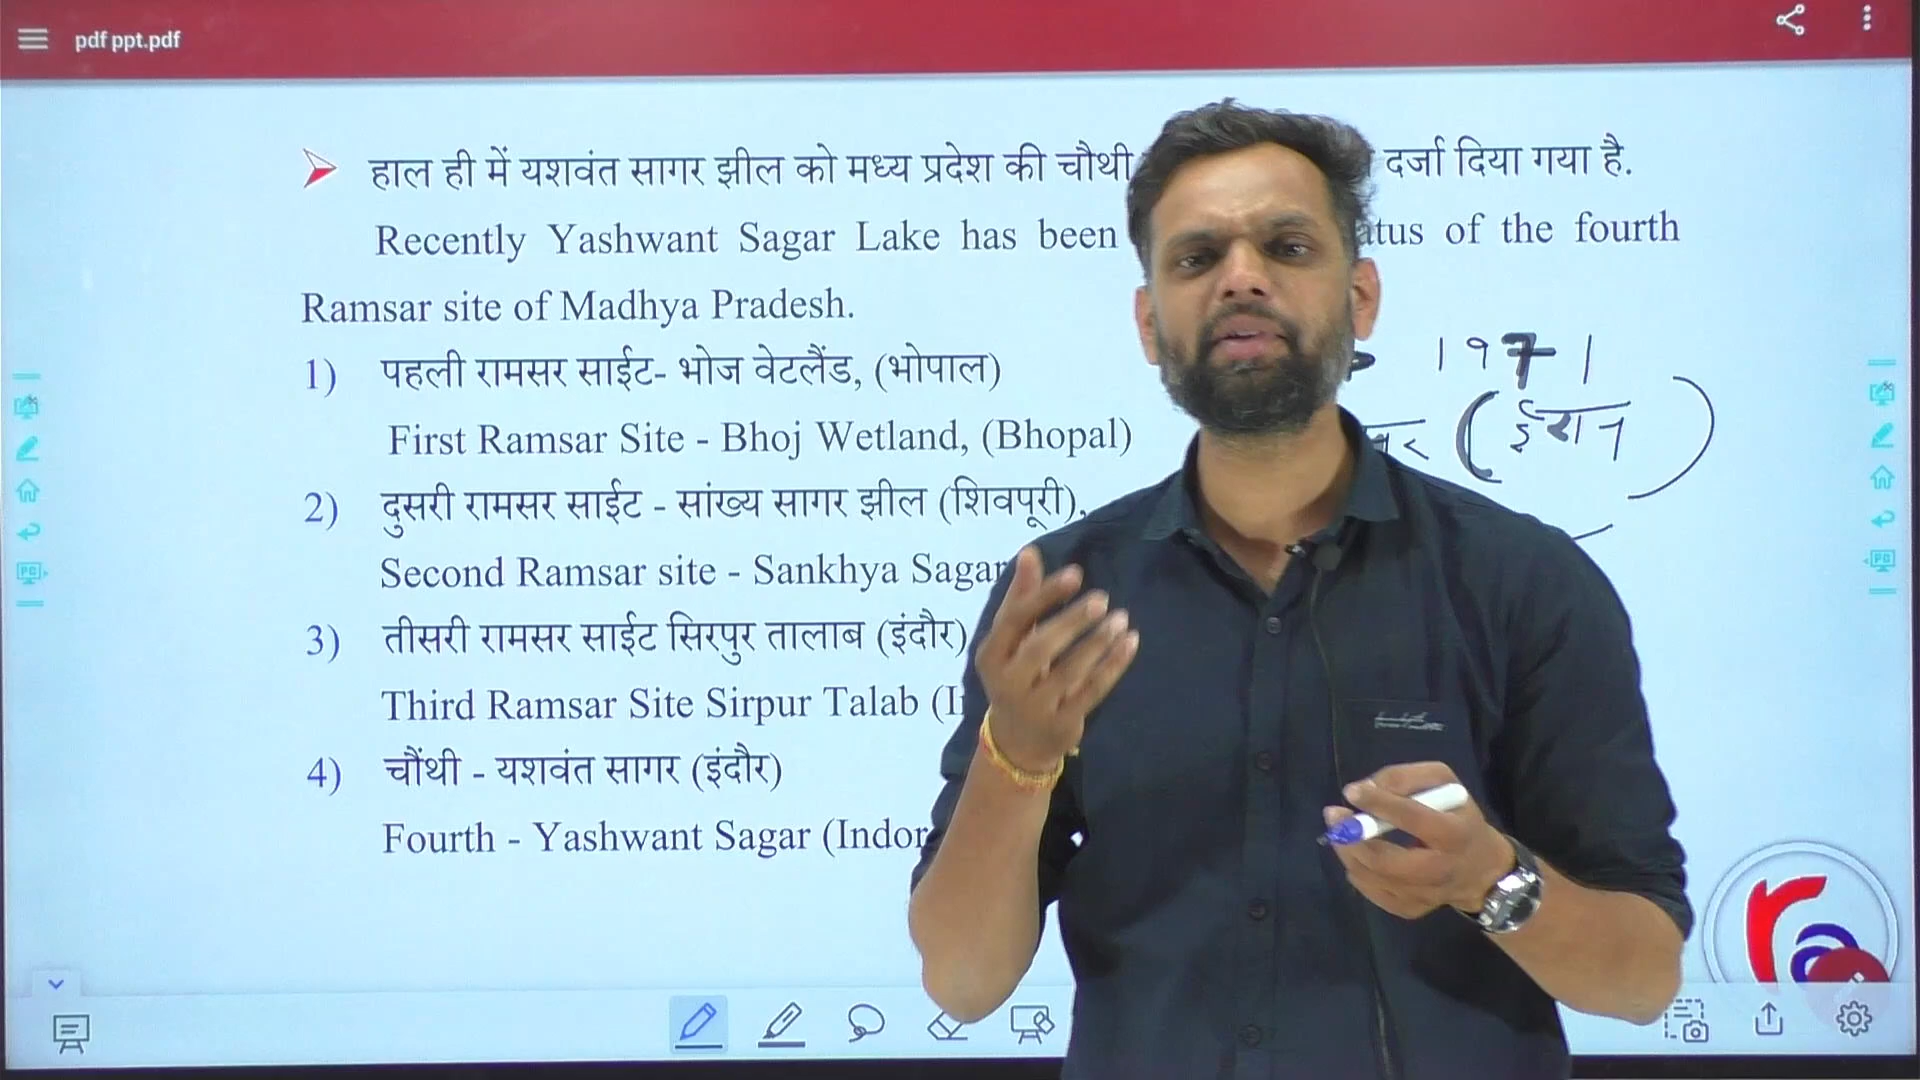 pdf ppt.pdf
हाल ही में यशवंत सागर झील को मध्य प्रदेश की चौथी दर्जा दिया गया है.
Recently Yashwant Sagar Lake has been of the fourth
Ramsar site of Madhya Pradesh.
1) पहली रामसर साईट- भोज वेटलैंड, (भोपाल)
1971
First Ramsar Site - Bhoj Wetland, (Bhopal)
(ईरान)
2) दुसरी रामसर साईट - सांख्य सागर झील (शिवपूरी),
Second Ramsar site - Sankhya Sagar
3) तीसरी रामसर साईट सिरपुर तालाब (इंदौर)
Third Ramsar Site Sirpur Talab
4) चौंथी - यशवंत सागर (इंदौर)
Fourth - Yashwant Sagar